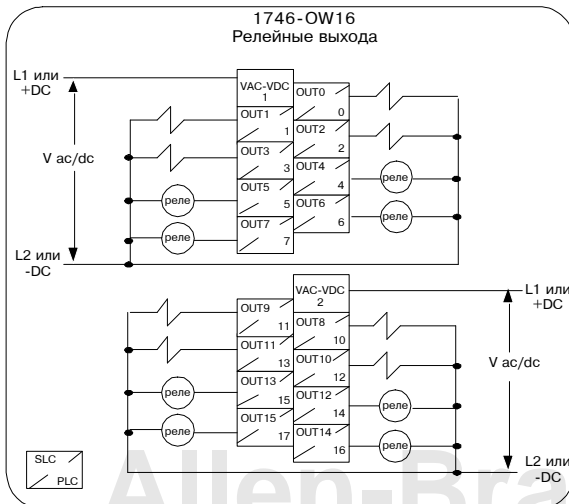 1746-OW16
Релейные выхода
L1 или
+DC
VAC-VDC
1
OUT0
0
OUT1
1
OUT2
2
OUT3
3
V ac/dc
OUT4
4
реле
OUT5
5
реле
OUT6
6
реле
OUT7
7
реле
L2 или
-DC
VAC-VDC
2
L1 или
+DC
OUT9
11
OUT8
10
OUT11
13
OUT10
12
V ac/dc
OUT13
15
реле
OUT12
14
реле
OUT15
17
реле
OUT14
16
реле
L2 или
-DC
SLC
PLC
Allen-Bra